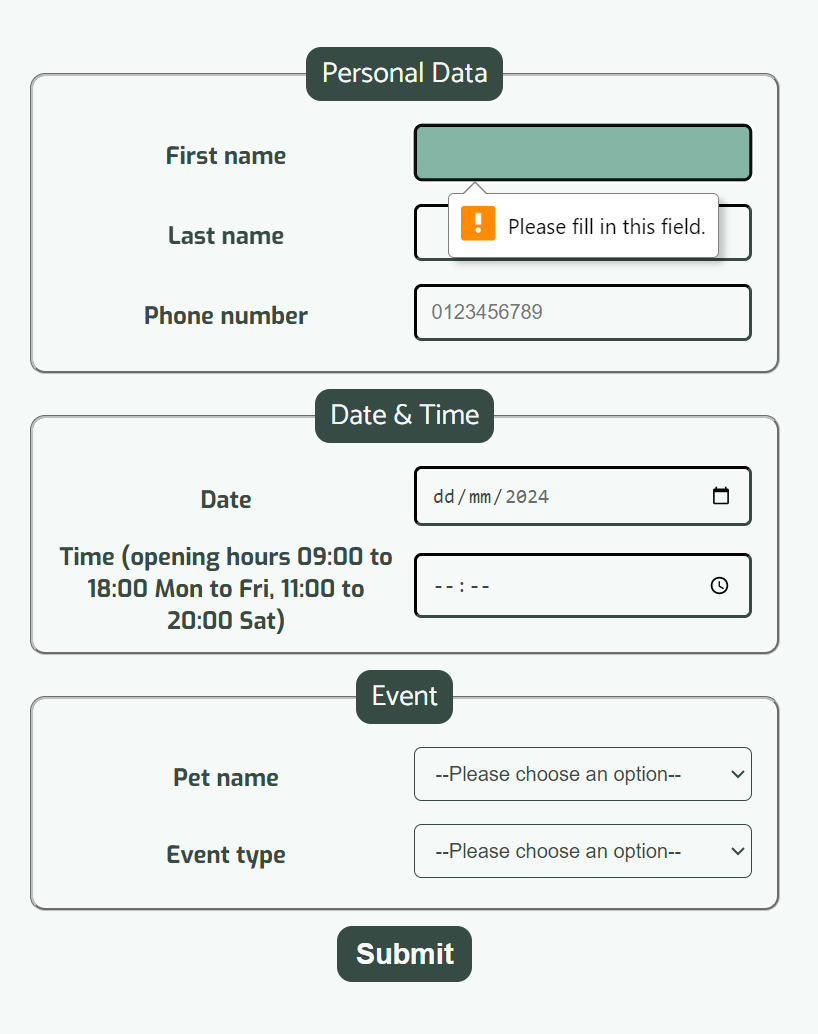 Personal Data
First name
Please fill in this field.
Last name
Phone number
0123456789
Date & Time
Date
dd/mm/2024
Time (opening hours 09:00 to
18:00 Mon to Fri, 11:00 to
20:00 Sat)
--:--
Event
Pet name
--Please choose an option--
Event type
--Please choose an option--
Submit